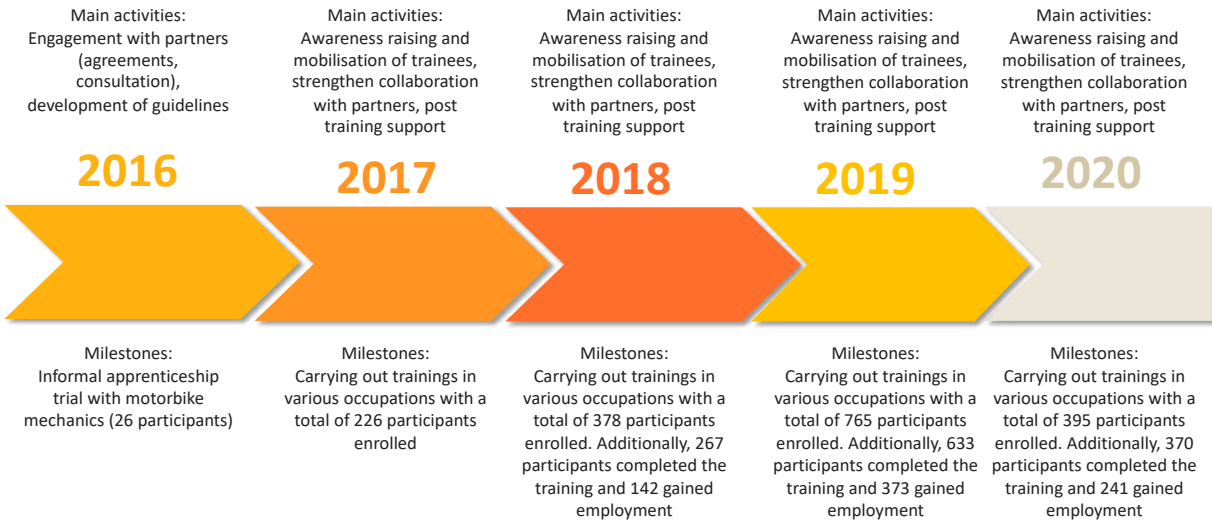 Main activities:
Engagement with partners
(agreements,
consultation),
development of guidelines
Main activities:
Awareness raising and
mobilisation of trainees,
strengthen collaboration
with partners, post
training support
Main activities:
Awareness raising and
mobilisation of trainees,
strengthen collaboration
with partners, post
training support
Main activities:
Awareness raising and
mobilisation of trainees,
strengthen collaboration
with partners, post
training support
Main activities:
Awareness raising and
mobilisation of trainees,
strengthen collaboration
with partners, post
training support
2016
2017
2018
2019
2020
Milestones:
Informal apprenticeship
trial with motorbike
mechanics (26 participants)
Milestones:
Carrying out trainings in
various occupations with a
total of 226 participants
enrolled
Milestones:
Carrying out trainings in
various occupations with a
total of 378 participants
enrolled. Additionally, 267
participants completed the
training and 142 gained
employment
Milestones:
Carrying out trainings in
various occupations with a
total of 765 participants
enrolled. Additionally, 633
participants completed the
training and 373 gained
employment
Milestones:
Carrying out trainings in
various occupations with a
total of 395 participants
enrolled. Additionally, 370
participants completed the
training and 241 gained
employment